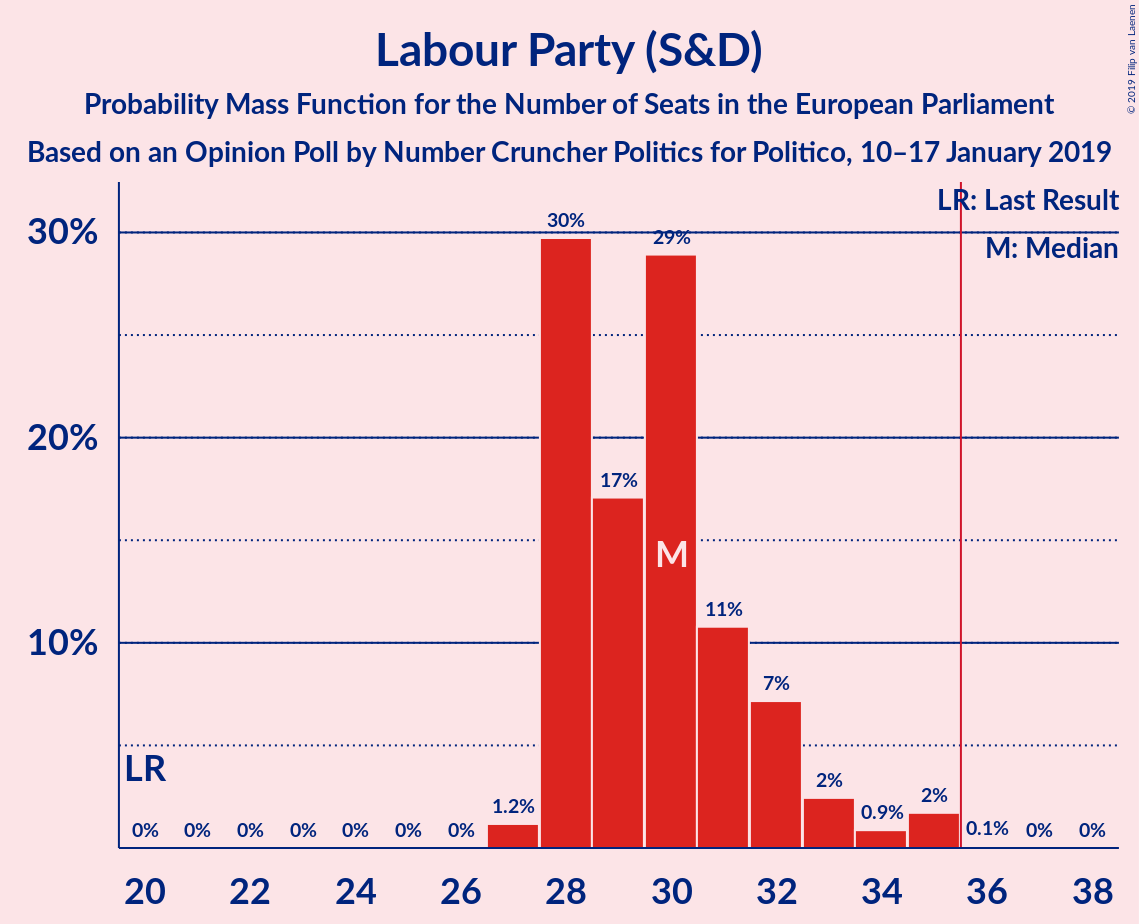 Labour Party (S&D)
Probability Mass Function for the Number of Seats in the European Parliament
Based on an Opinion Poll by Number Cruncher Politics for Politico, 10–17 January 2019
© 2019 Filip van Laenen
LR: Last Result
M: Median
30%
20%
10%
30%
29%
17%
M
11%
7%
LR
2%
2%
0.9%
1.2%
0% 0% 0% 0% 0% 0% 0% 0.1% 0% 0%
20 22 24 26 28 30 32 34 36 38